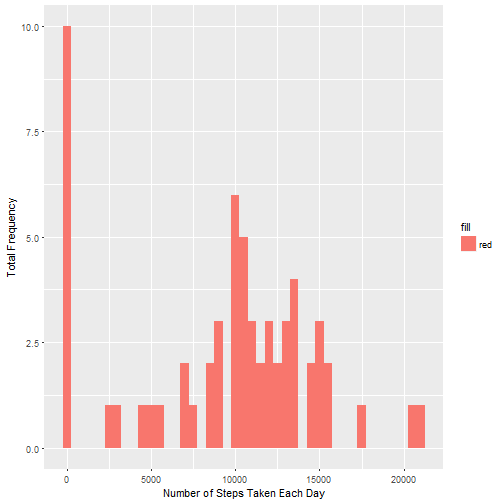 10.0
7.5
5.0
2.5
0.0
Total Frequency
0 5000 10000 15000 20000
Number of Steps Taken Each Day
fill
red